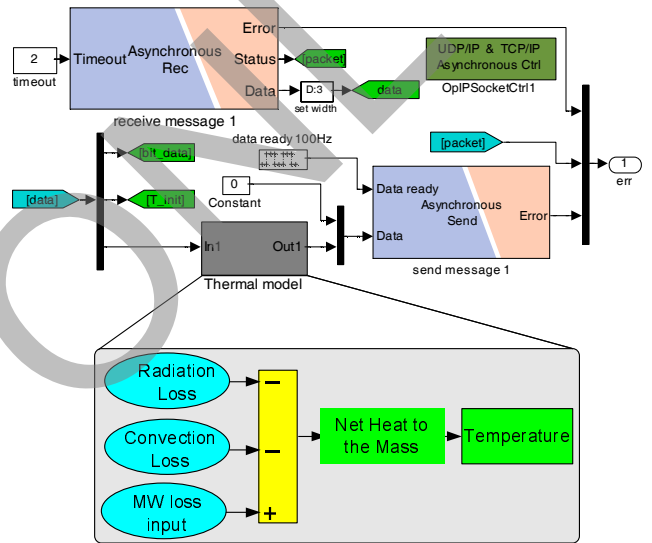 Error
2
Timeout
Asynchronous
Rec
Status
[packet]
UDP/IP & TCP/IP
Asynchronous Ctrl
timeout
Data
D:3
data
set width
OpIPSocketCtrl1
receive message 1
data ready 100Hz
[packet]
[blt_data]
1
err
0
Data ready
[data]
[T_init]
Constant
Asynchronous
Send
Error
In1
Out1
Data
send message 1
Thermal model
Radiation
Loss
−
Convection
Loss
−
Net Heat to
the Mass
Temperature
MW loss
input
+